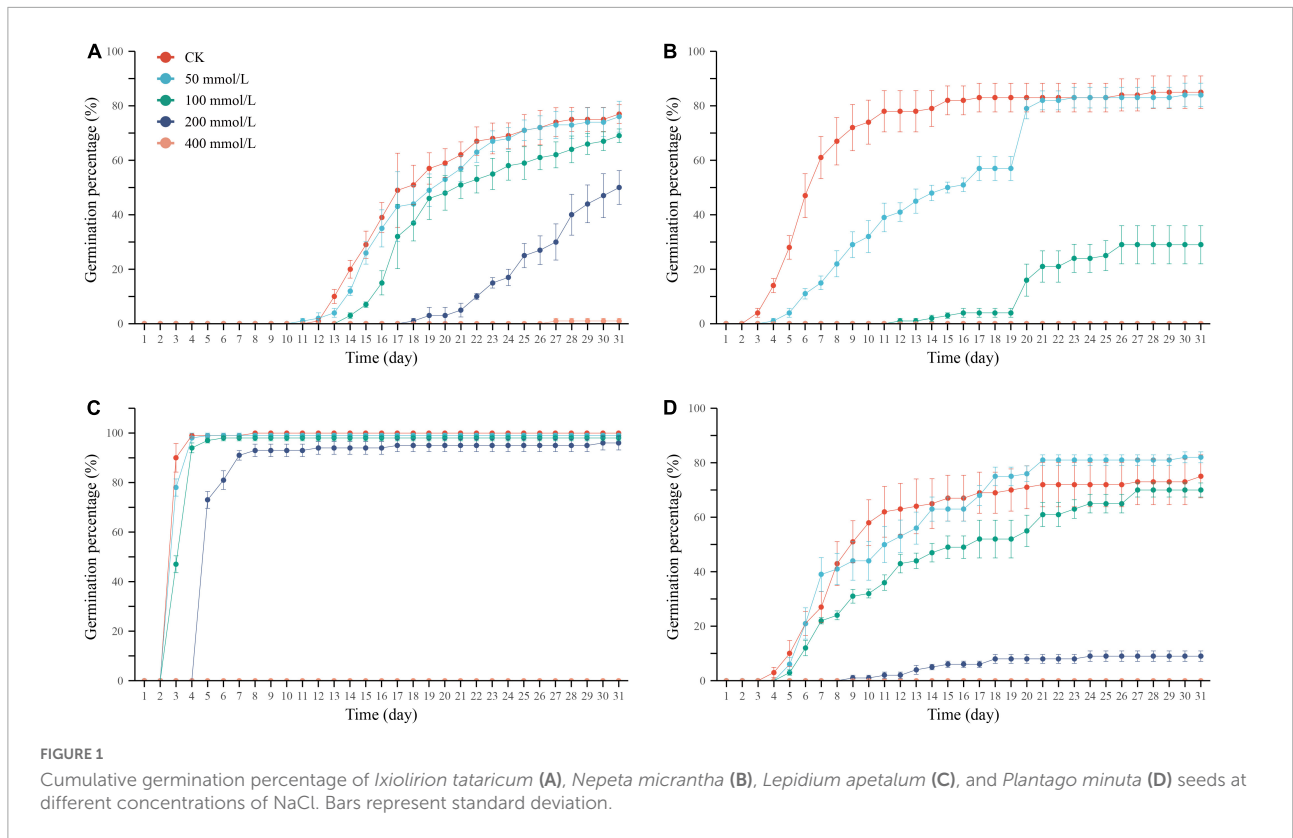 A
B
CK
50 mmol/L
100 mmol/L
200 mmol/L
400 mmol/L
Germination percentage (%)
100
80
60
40
20
0
1 2 3 4 5 6 7 8 9 10 11 12 13 14 15 16 17 18 19 20 21 22 23 24 25 26 27 28 29 30 31
Time (day)
Germination percentage (%)
100
80
60
40
20
0
1 2 3 4 5 6 7 8 9 10 11 12 13 14 15 16 17 18 19 20 21 22 23 24 25 26 27 28 29 30 31
Time (day)
C
D
Germination percentage (%)
100
80
60
40
20
0
1 2 3 4 5 6 7 8 9 10 11 12 13 14 15 16 17 18 19 20 21 22 23 24 25 26 27 28 29 30 31
Time (day)
Germination percentage (%)
100
80
60
40
20
0
1 2 3 4 5 6 7 8 9 10 11 12 13 14 15 16 17 18 19 20 21 22 23 24 25 26 27 28 29 30 31
Time (day)
FIGURE 1
Cumulative germination percentage of Ixiolirion tataricum (A), Nepeta micrantha (B), Lepidium apetalum (C), and Plantago minuta (D) seeds at
different concentrations of NaCl. Bars represent standard deviation.